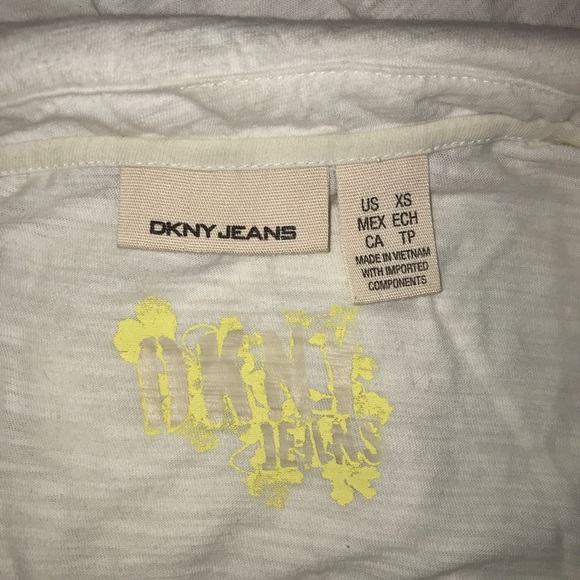 DKNY JEANS
US XS
MEX ECH
CA TP
MADE IN VIETNAM
WITH IMPORTED
COMPONENTS
DKNY
JEANS